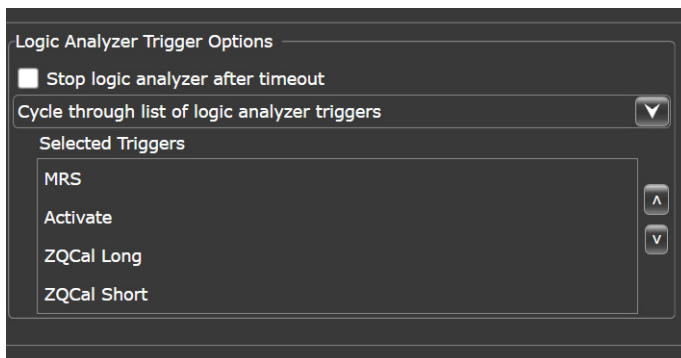 Logic Analyzer Trigger Options
Stop logic analyzer after timeout
Cycle through list of logic analyzer triggers
Selected Triggers
MRS
Activate
ZQCal Long
ZQCal Short